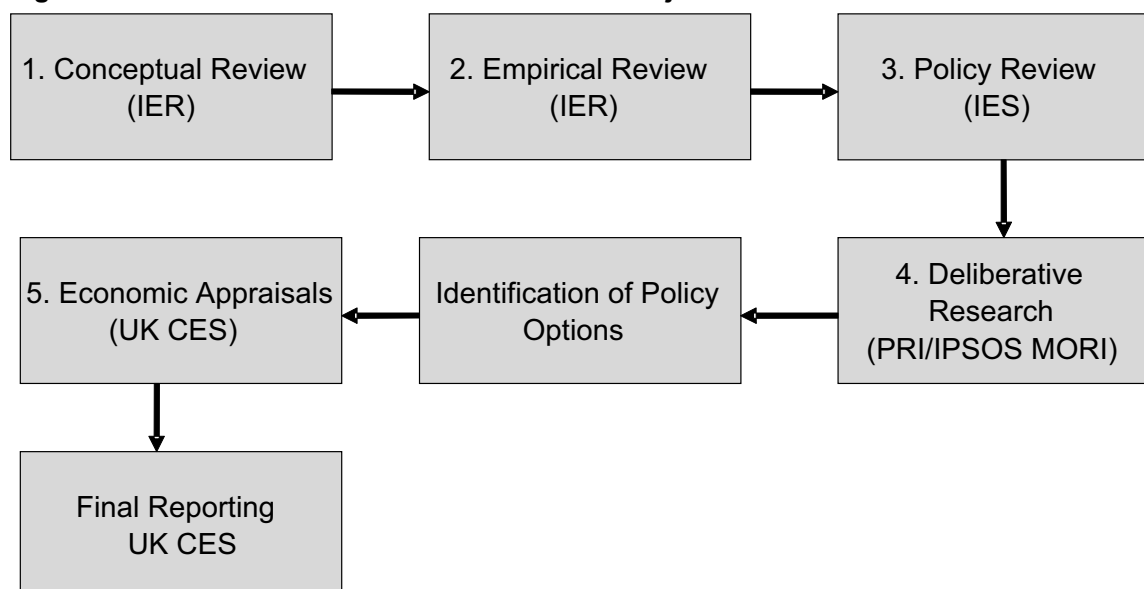 1. Conceptual Review
(IER)
2. Empirical Review
(IER)
3. Policy Review
(IES)
4. Deliberative
Research
(PRI/IPSOS MORI)
Identification of Policy
Options
5. Economic Appraisals
(UK CES)
Final Reporting
UK CES